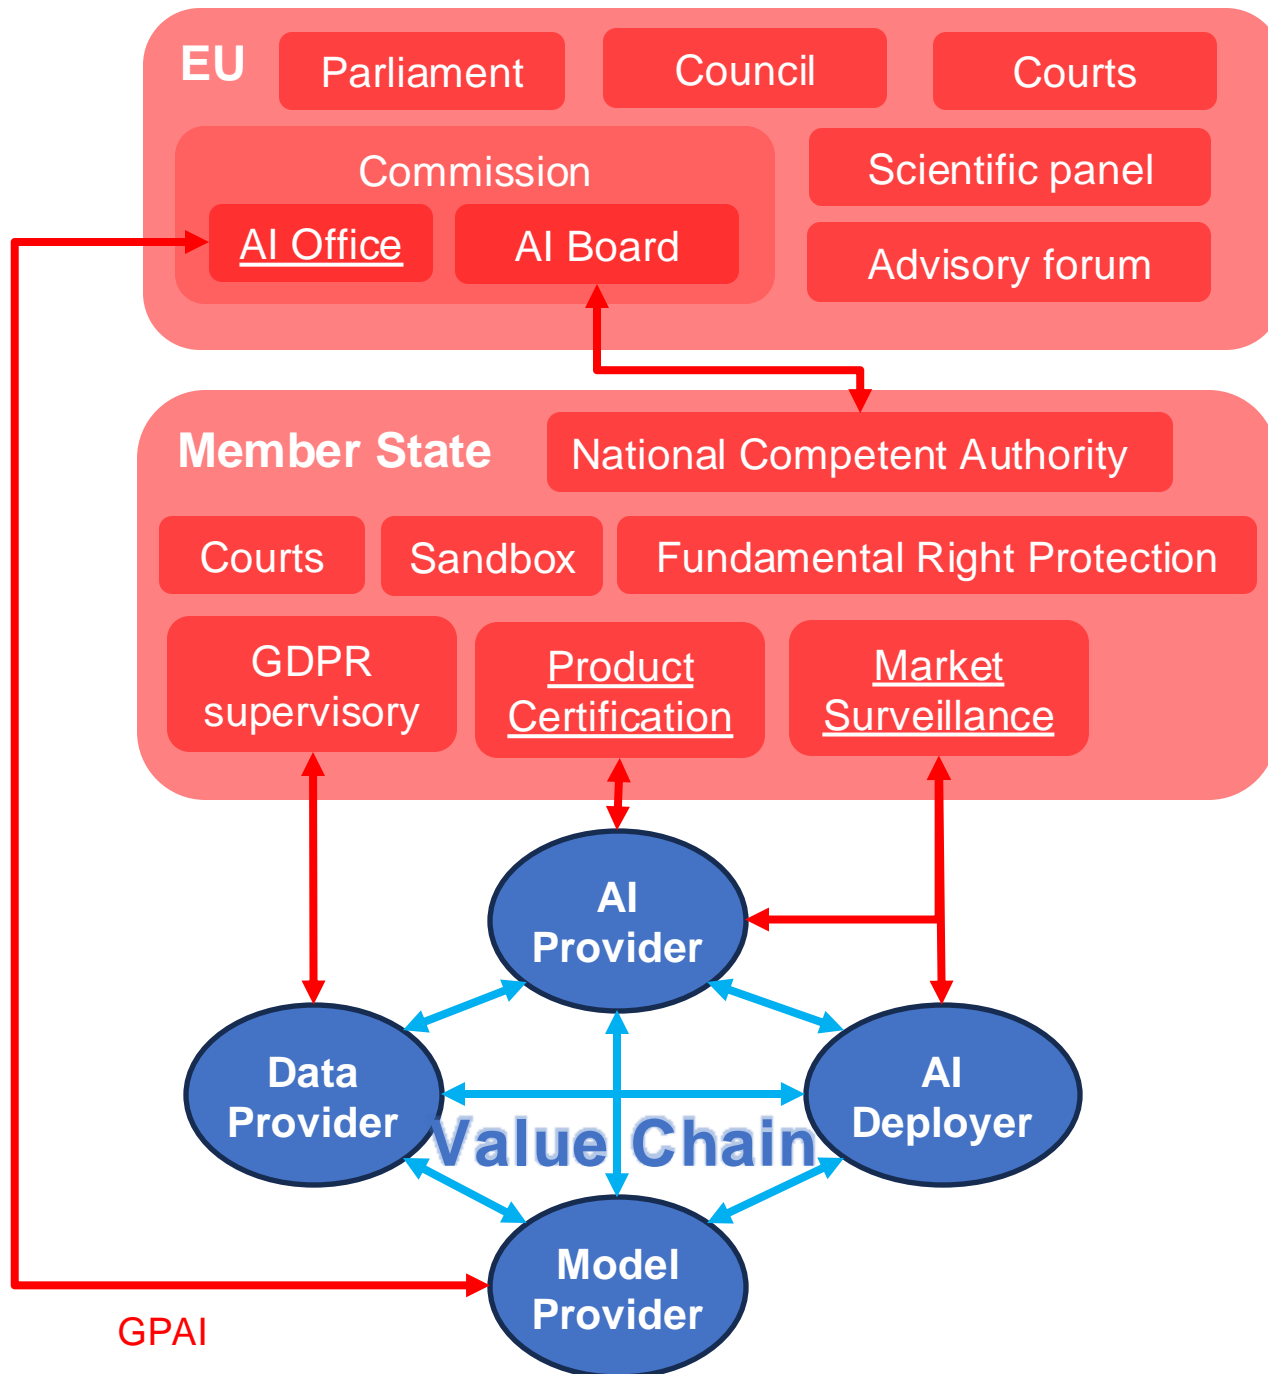 EU
Parliament
Council
Courts
Commission
Scientific panel
AI Office
AI Board
Advisory forum
Member State
National Competent Authority
Courts
Sandbox
Fundamental Right Protection
GDPR
supervisory
Product
Certification
Market
Surveillance
AI
Provider
Data
Provider
AI
Deployer
Value Chain
Model
Provider
GPAI